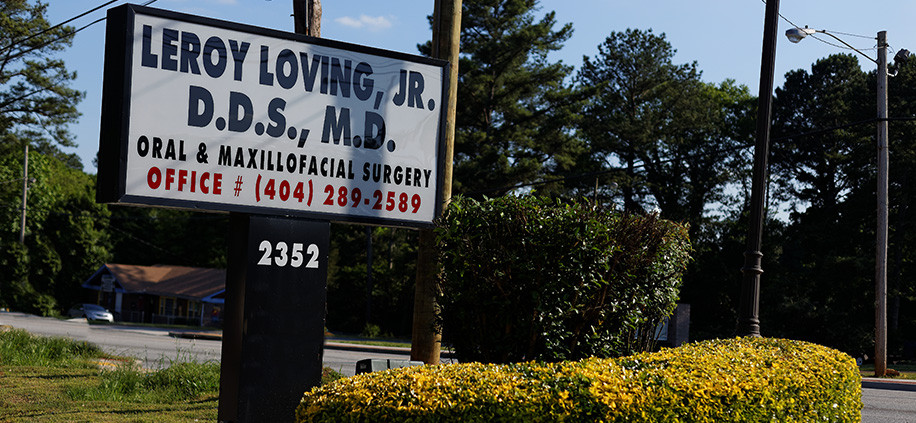 LEROY LOVING, JR.
D.D.S., M.D.
ORAL & MAXILLOFACIAL SURGERY
OFFICE # (404) 289-2589
2352